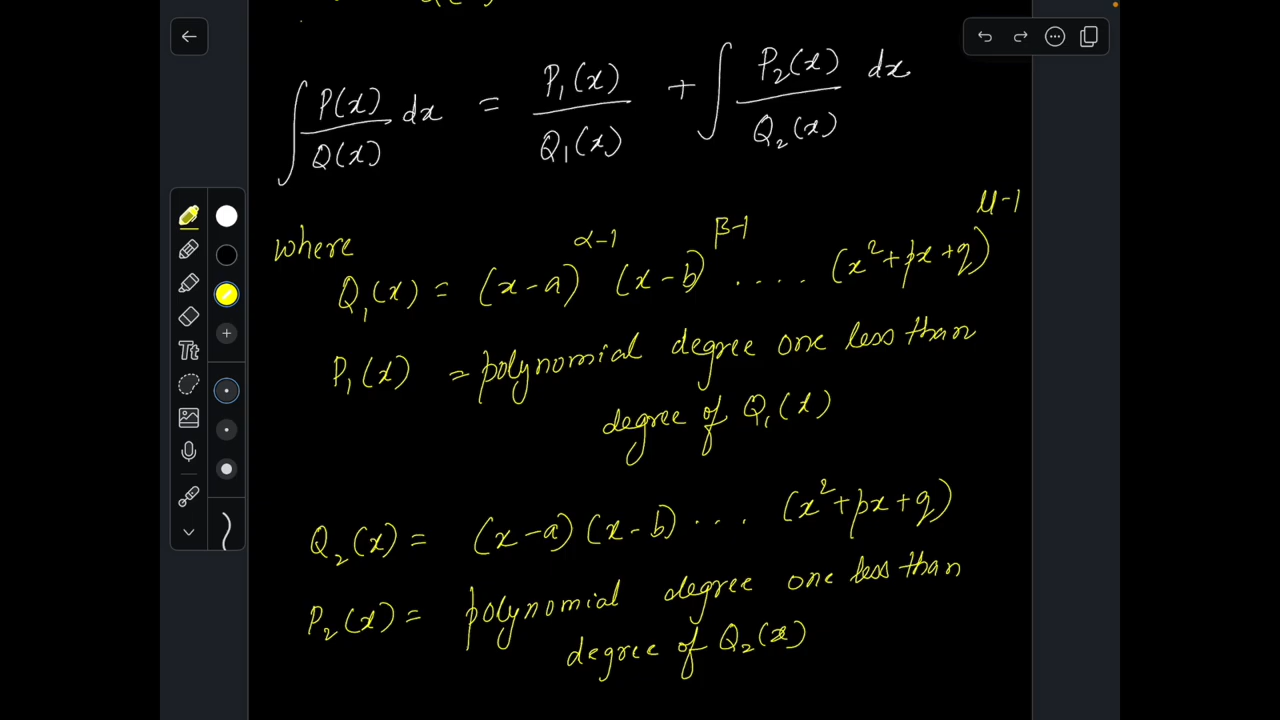 ∫ P(x)/Q(x) dx = P₁(x)/Q₁(x) + ∫ P₂(x)/Q₂(x) dx
where
Q₁(x) = (x-a)^(α-1) (x-b)^(β-1) .... (x²+px+q)^(μ-1)
P₁(x) = polynomial degree one less than
degree of Q₁(x)
Q₂(x) = (x-a)(x-b)... (x²+px+q)
P₂(x) = polynomial degree one less than
degree of Q₂(x)
Tt